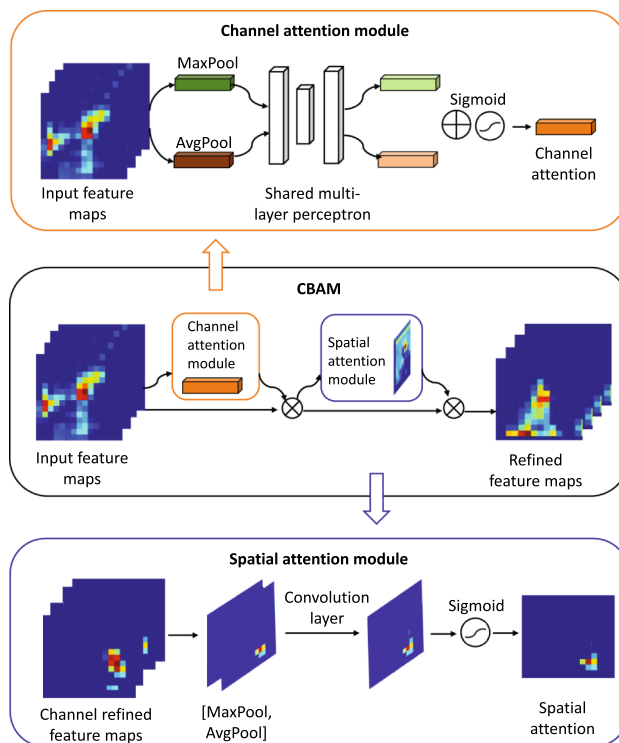 Channel attention module
MaxPool
AvgPool
Sigmoid
Input feature
maps
Shared multi-
layer perceptron
Channel
attention
CBAM
Channel
attention
module
Spatial
attention
module
Input feature
maps
Refined
feature maps
Spatial attention module
Convolution
layer
Sigmoid
Channel refined
feature maps
[MaxPool,
AvgPool]
Spatial
attention